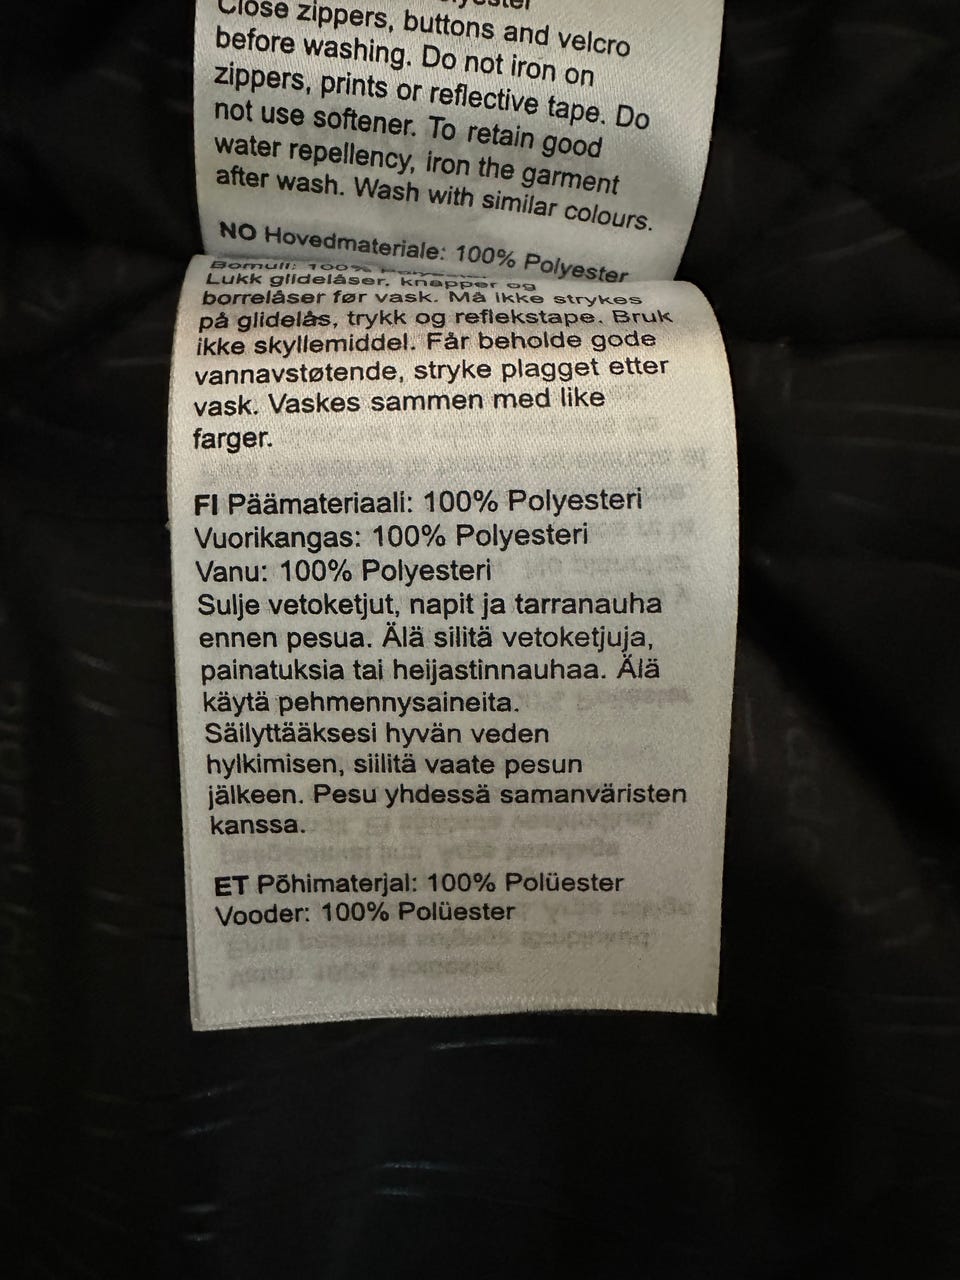 Close zippers, buttons and velcro
before washing. Do not iron on
zippers, prints or reflective tape. Do
not use softener. To retain good
water repellency, iron the garment
after wash. Wash with similar colours.
NO Hovedmateriale: 100% Polyester
Bomull: 100%
Lukk glidelåser, knapper og
borrelåser før vask. Må ikke strykes
på glidelås, trykk og reflekstape. Bruk
ikke skyllemiddel. Får beholde gode
vannavstøtende, stryke plagget etter
vask. Vaskes sammen med like
farger.
FI Päämateriaali: 100% Polyesteri
Vuorikangas: 100% Polyesteri
Vanu: 100% Polyesteri
Sulje vetoketjut, napit ja tarranauha
ennen pesua. Älä silitä vetoketjuja,
painatuksia tai heijastinnauhaa. Älä
käytä pehmennysaineita.
Säilyttääksesi hyvän veden
hylkimisen, siilitä vaate pesun
jälkeen. Pesu yhdessä samanväristen
kanssa.
ET Põhimaterjal: 100% Polüester
Vooder: 100% Polüester